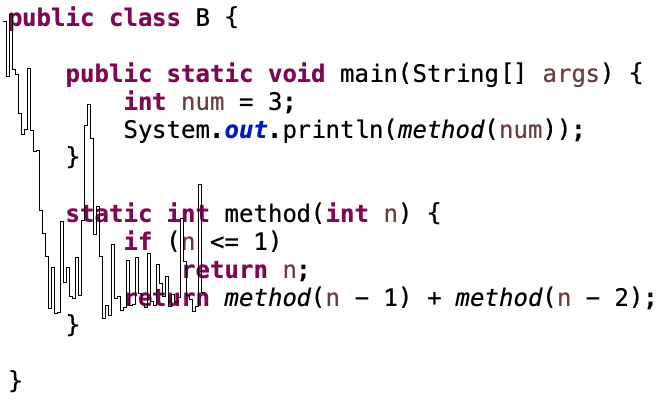 public class B {
public static void main(String[] args) {
int num = 3;
System.out.println(method(num));
}
static int method(int n) {
if (n <= 1)
return n;
return method(n - 1) + method(n - 2);
}
}